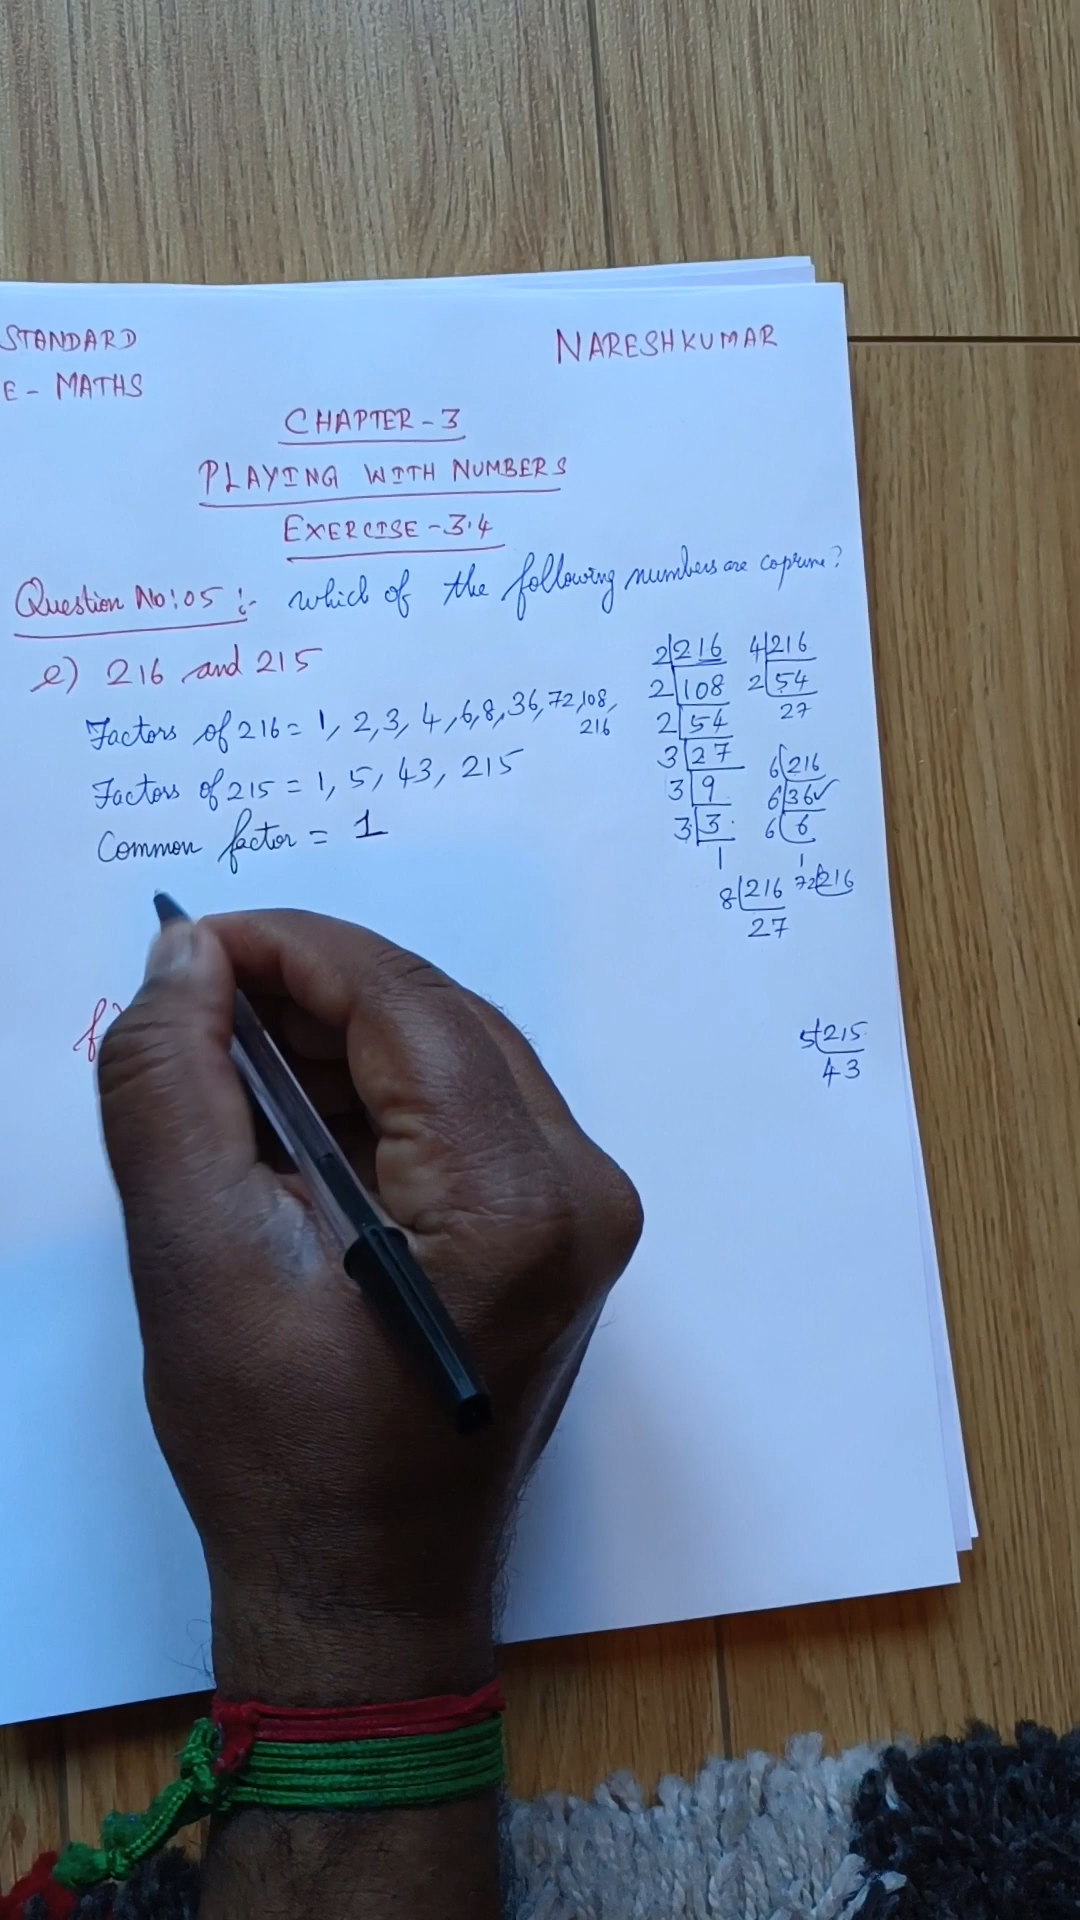 STANDARD
NARESHKUMAR
E - MATHS
CHAPTER - 3
PLAYING WITH NUMBERS
EXERCISE - 3.4
Question No:05 :- which of the following numbers are coprime?
e) 216 and 215
Factors of 216 = 1, 2, 3, 4, 6, 8, 36, 72, 108,
216
Factors of 215 = 1, 5, 43, 215
Common factor = 1
f)
2|216
2|108
2|54
3|27
3|9
3|3
1
4|216
2|54
27
6|216
6|36✓
6|6
1
8|216
27
72|216
5|215
43